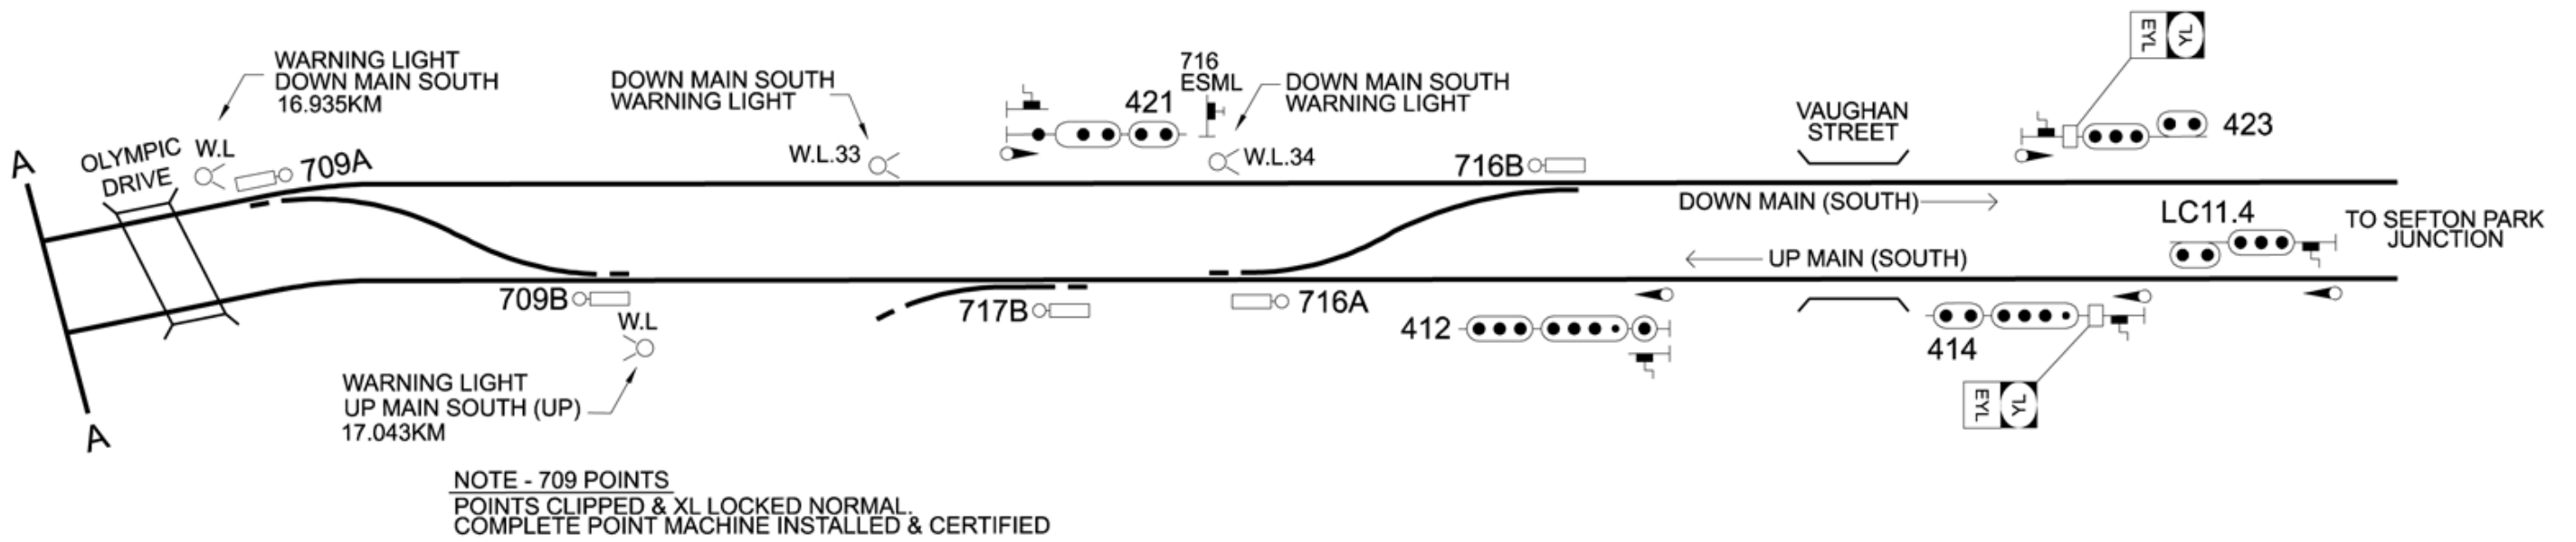 WARNING LIGHT
DOWN MAIN SOUTH
16.935KM
OLYMPIC
DRIVE
W.L
709A
A
A
DOWN MAIN SOUTH
WARNING LIGHT
W.L.33
421
716
ESML
DOWN MAIN SOUTH
WARNING LIGHT
W.L.34
716B
VAUGHAN
STREET
EYL
YL
423
DOWN MAIN (SOUTH)
UP MAIN (SOUTH)
LC11.4
TO SEFTON PARK
JUNCTION
709B
W.L
717B
716A
412
414
EYL
YL
WARNING LIGHT
UP MAIN SOUTH (UP)
17.043KM
NOTE - 709 POINTS
POINTS CLIPPED & XL LOCKED NORMAL.
COMPLETE POINT MACHINE INSTALLED & CERTIFIED